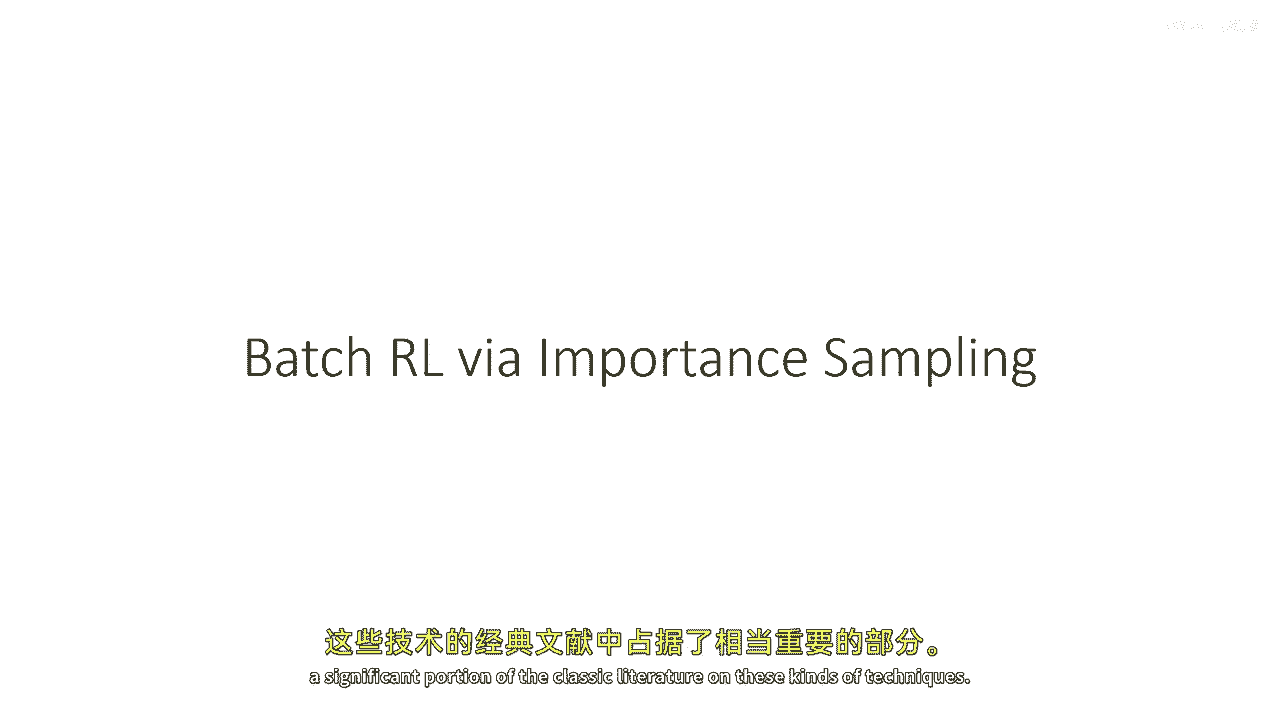 Batch RL via Importance Sampling
这些技术的经典文献中占据了相当重要的部分。
a significant portion of the classic literature on these kinds of techniques.